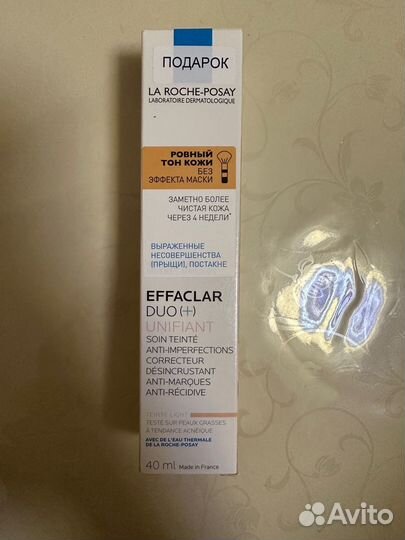 ПОДАРОК
LA ROCHE-POSAY
LABORATOIRE DERMATOLOGIQUE
РОВНЫЙ
ТОН КОЖИ
БЕЗ
ЭФФЕКТА МАСКИ
ЗАМЕТНО БОЛЕЕ
ЧИСТАЯ КОЖА
ЧЕРЕЗ 4 НЕДЕЛИ*
ВЫРАЖЕННЫЕ
НЕСОВЕРШЕНСТВА
(ПРЫЩИ), ПОСТАКНЕ
EFFACLAR
DUO(+)
UNIFIANT
SOIN TEINTÉ
ANTI-IMPERFECTIONS
CORRECTEUR
DÉSINCRUSTANT
ANTI-MARQUES
ANTI-RÉCIDIVE
TEINTE LIGHT
TESTÉ SUR PEAUX GRASSES
À TENDANCE ACNÉIQUE
AVEC DE L'EAU THERMALE
DE LA ROCHE-POSAY
40 ml Made in France
Avito